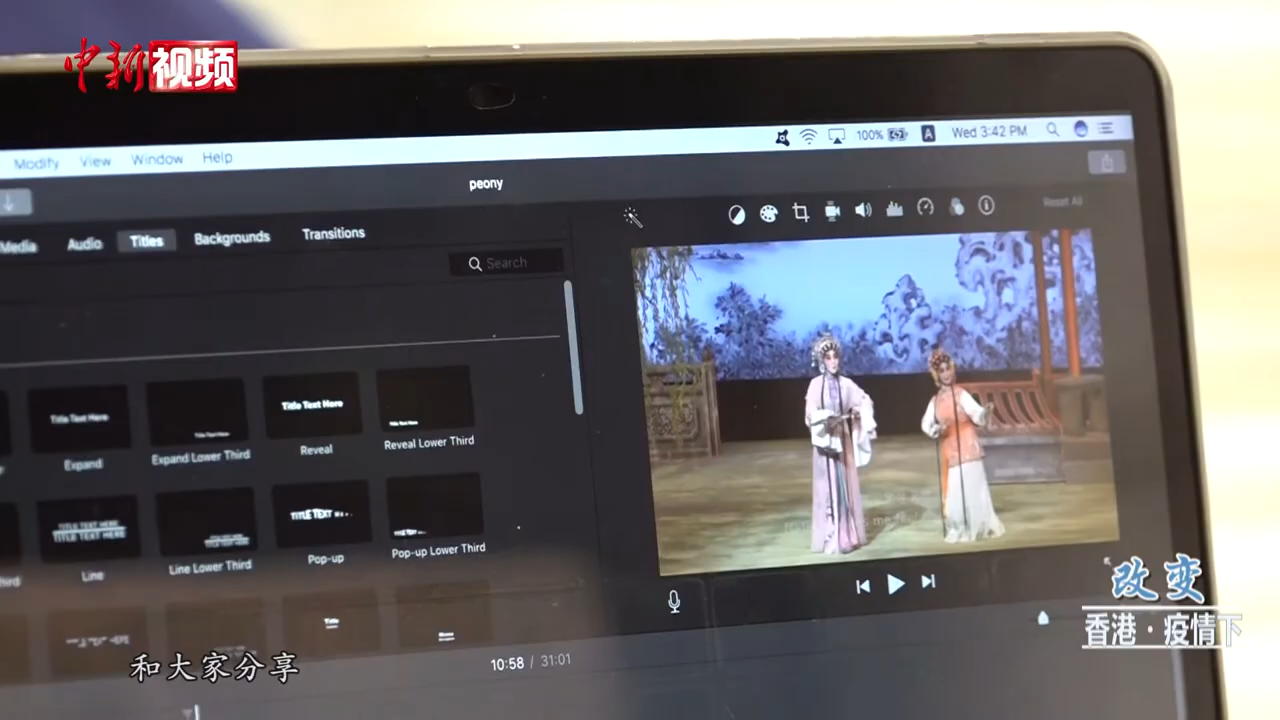 中新视频
100% A Wed 3:42 PM
Modify View Window Help
peony
Reset All
Media Audio Titles Backgrounds Transitions
Search
Title Text Here
Title Text Here
Expand
Expand Lower Third
Reveal
Reveal Lower Third
TITLE TEXT HERE
TITLE TEXT HERE
TITLE TEXT
Line
Line Lower Third
Pop-up
Pop-up Lower Third
Title
10:58 / 31:01
改变
香港·疫情下
和大家分享